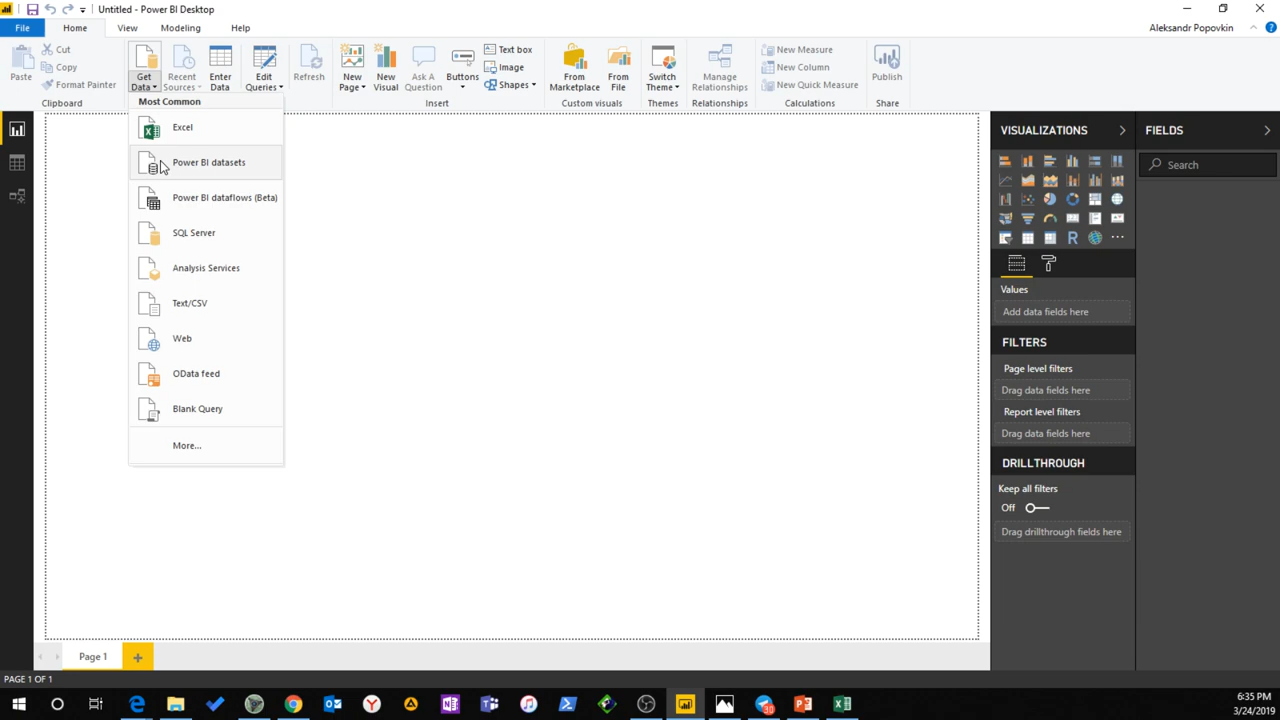 Untitled - Power BI Desktop
File
Home
View
Modeling
Help
Aleksandr Popovkin
Paste
Cut
Copy
Format Painter
Clipboard
Get Data
Recent Sources
Enter Data
Edit Queries
Refresh
New Page
New Visual
Ask A Question
Buttons
Text box
Image
Shapes
Insert
From Marketplace
From File
Custom visuals
Switch Theme
Themes
Manage Relationships
Relationships
New Measure
New Column
New Quick Measure
Calculations
Publish
Share
Most Common
Excel
Power BI datasets
Power BI dataflows (Beta)
SQL Server
Analysis Services
Text/CSV
Web
OData feed
Blank Query
More...
VISUALIZATIONS
R
Values
Add data fields here
FILTERS
Page level filters
Drag data fields here
Report level filters
Drag data fields here
DRILLTHROUGH
Keep all filters
Off
Drag drillthrough fields here
FIELDS
Search
Page 1
PAGE 1 OF 1
6:35 PM
3/24/2019